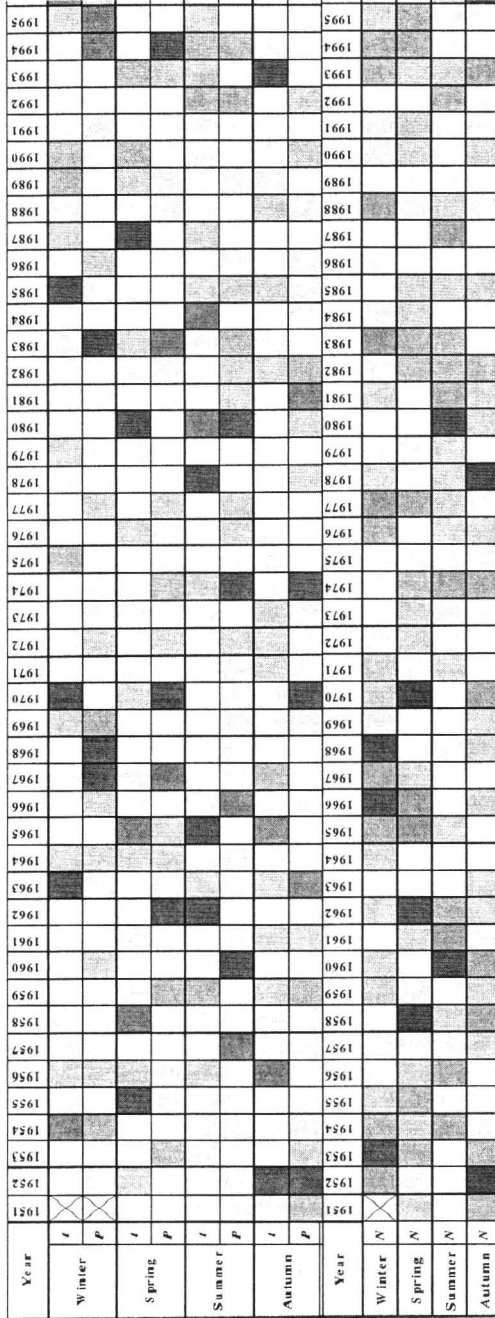 Year 1951 1952 1953 1954 1955 1956 1957 1958 1959 1960 1961 1962 1963 1964 1965 1966 1967 1968 1969 1970 1971 1972 1973 1974 1975 1976 1977 1978 1979 1980 1981 1982 1983 1984 1985 1986 1987 1988 1989 1990 1991 1992 1993 1994 1995
Winter t
P
Spring t
P
Summer t
P
Autumn t
P
Year 1951 1952 1953 1954 1955 1956 1957 1958 1959 1960 1961 1962 1963 1964 1965 1966 1967 1968 1969 1970 1971 1972 1973 1974 1975 1976 1977 1978 1979 1980 1981 1982 1983 1984 1985 1986 1987 1988 1989 1990 1991 1992 1993 1994 1995
Winter N
Spring N
Summer N
Autumn N